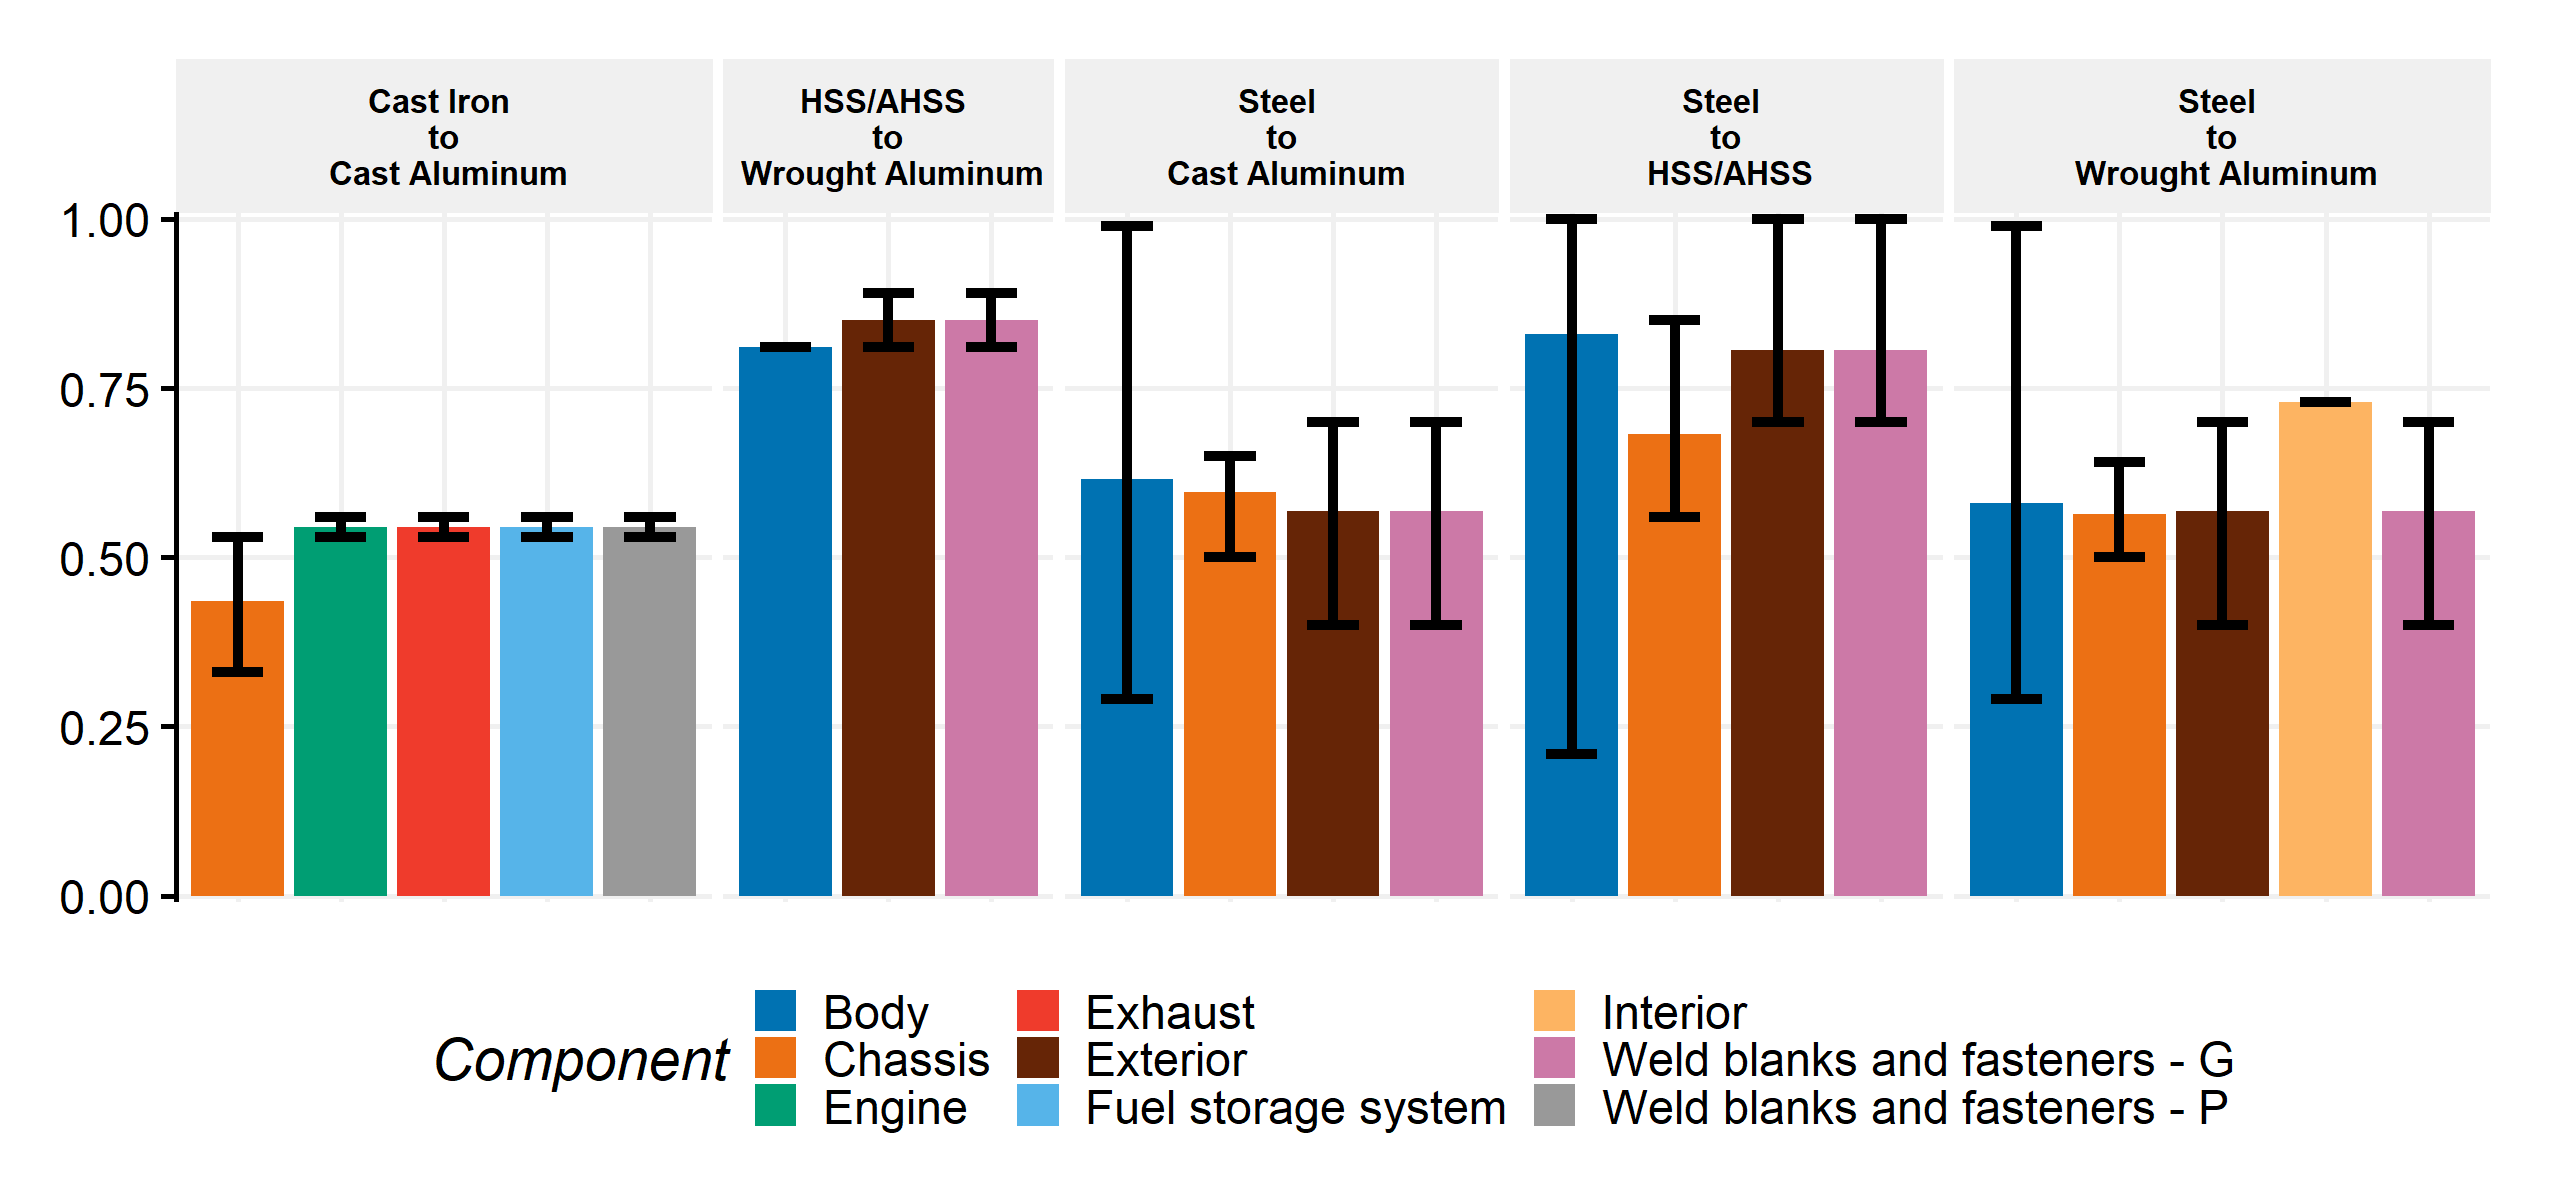 Cast Iron
to
Cast Aluminum
HSS/AHSS
to
Wrought Aluminum
Steel
to
Cast Aluminum
Steel
to
HSS/AHSS
Steel
to
Wrought Aluminum
1.00
0.75
0.50
0.25
0.00
Component
Body
Chassis
Engine
Exhaust
Exterior
Fuel storage system
Interior
Weld blanks and fasteners - G
Weld blanks and fasteners - P